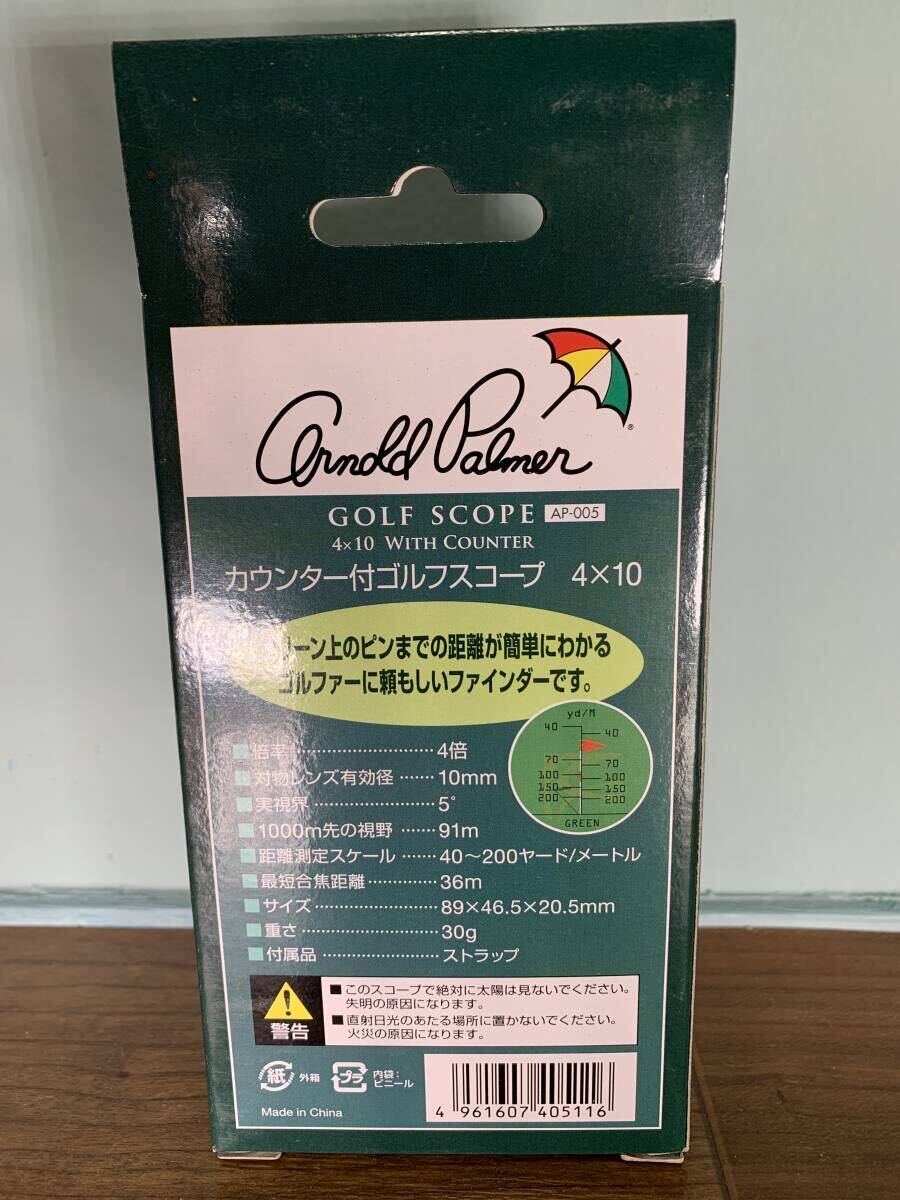 Arnold Palmer
®
GOLF SCOPE AP-005
4×10 WITH COUNTER
カウンター付ゴルフスコープ 4×10
リーン上のピンまでの距離が簡単にわかる
ゴルファーに頼もしいファインダーです。
yd/M
40 40
70 70
100 100
150 150
200 200
GREEN
倍率……………………4倍
対物レンズ有効径……10mm
実視界…………………5°
1000m先の視野……91m
距離測定スケール……40〜200ヤード/メートル
最短合焦距離…………36m
サイズ…………………89×46.5×20.5mm
重さ……………………30g
付属品…………………ストラップ
警告
■このスコープで絶対に太陽は見ないでください。
失明の原因になります。
■直射日光のあたる場所に置かないでください。
火災の原因になります。
紙 外箱
プラ 内袋：
ビニール
Made in China
4 961607 405116